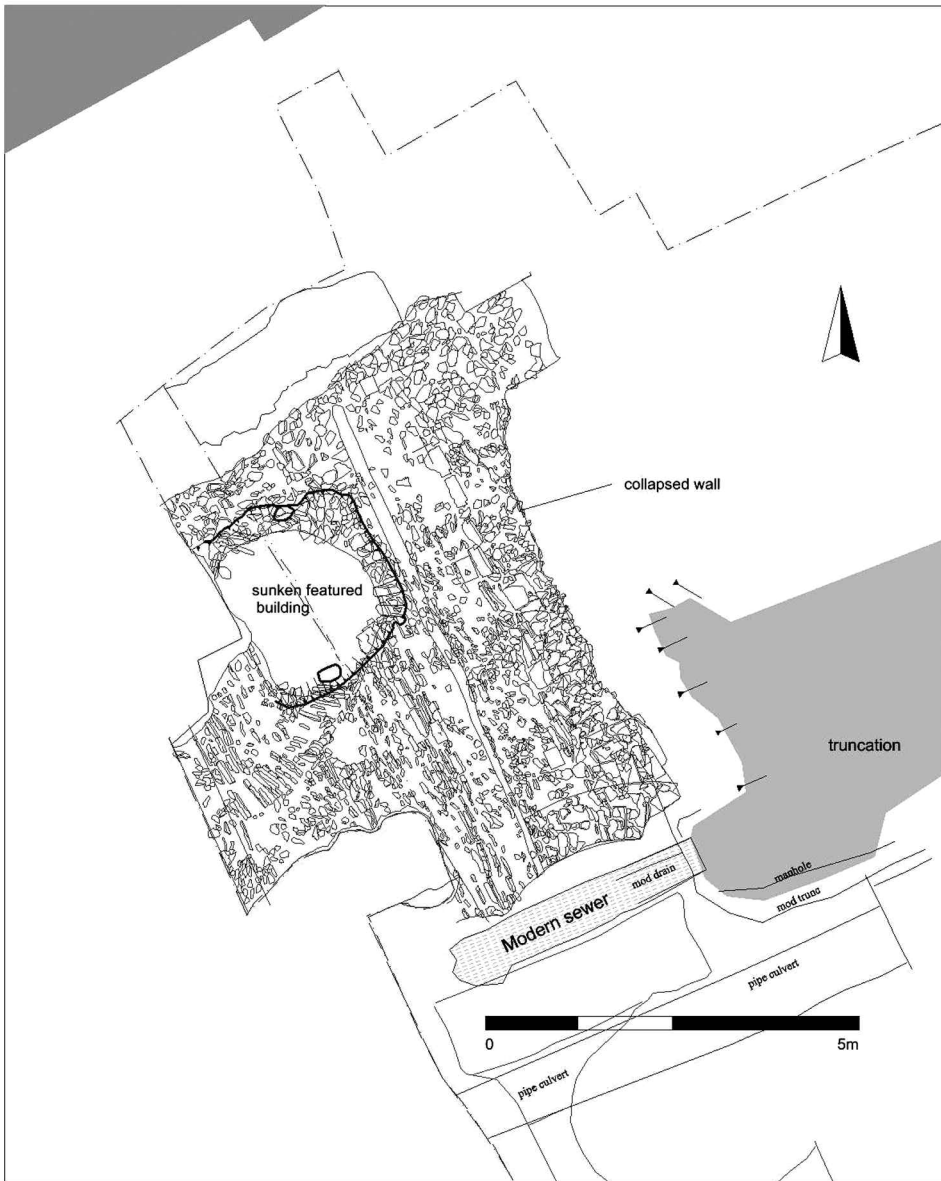 collapsed wall
sunken featured
building
truncation
manhole
mod drain
mod trunc
Modern sewer
pipe culvert
0
5m
pipe culvert